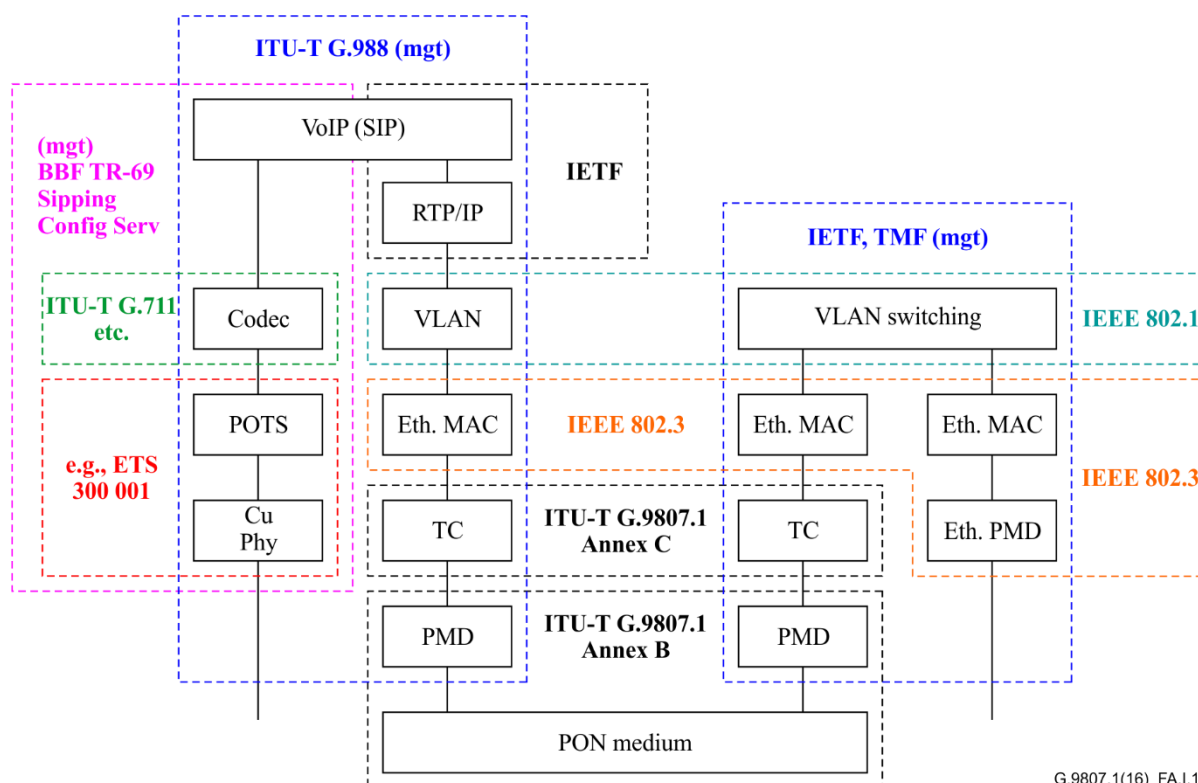 ITU-T G.988 (mgt)
VoIP (SIP)
(mgt)
BBF TR-69
Sipping
Config Serv
IETF
RTP/IP
IETF, TMF (mgt)
ITU-T G.711
etc.
Codec
VLAN
VLAN switching
IEEE 802.1
POTS
Eth. MAC
IEEE 802.3
Eth. MAC
Eth. MAC
e.g., ETS
300 001
IEEE 802.3
Cu
Phy
TC
ITU-T G.9807.1
Annex C
TC
Eth. PMD
PMD
ITU-T G.9807.1
Annex B
PMD
PON medium
G.9807.1(16)_FA.I.1